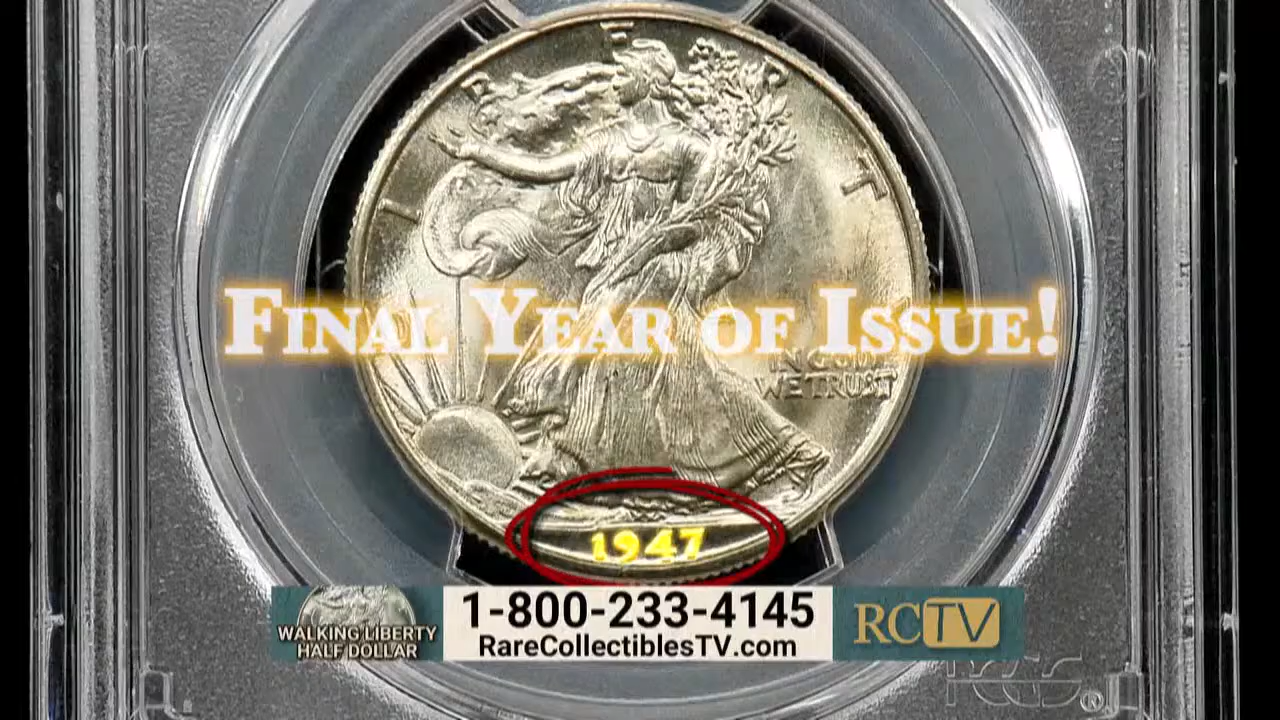 LIBERTY
FINAL YEAR OF ISSUE!
IN GOD
WE TRUST
1947
WALKING LIBERTY
HALF DOLLAR
1-800-233-4145
RareCollectiblesTV.com
RCTV
PCGS